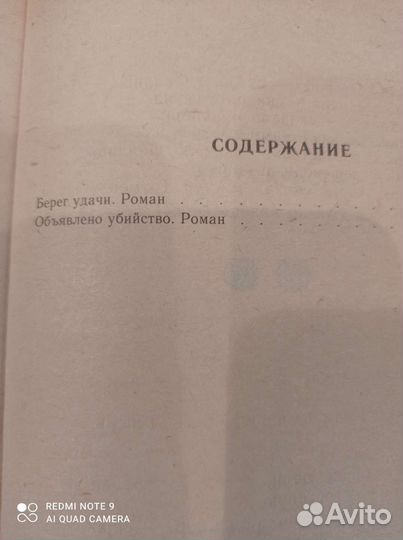 СОДЕРЖАНИЕ
Берег удачи. Роман . . . . . . . . . .
Объявлено убийство. Роман . . . . . .
REDMI NOTE 9
AI QUAD CAMERA
Avito